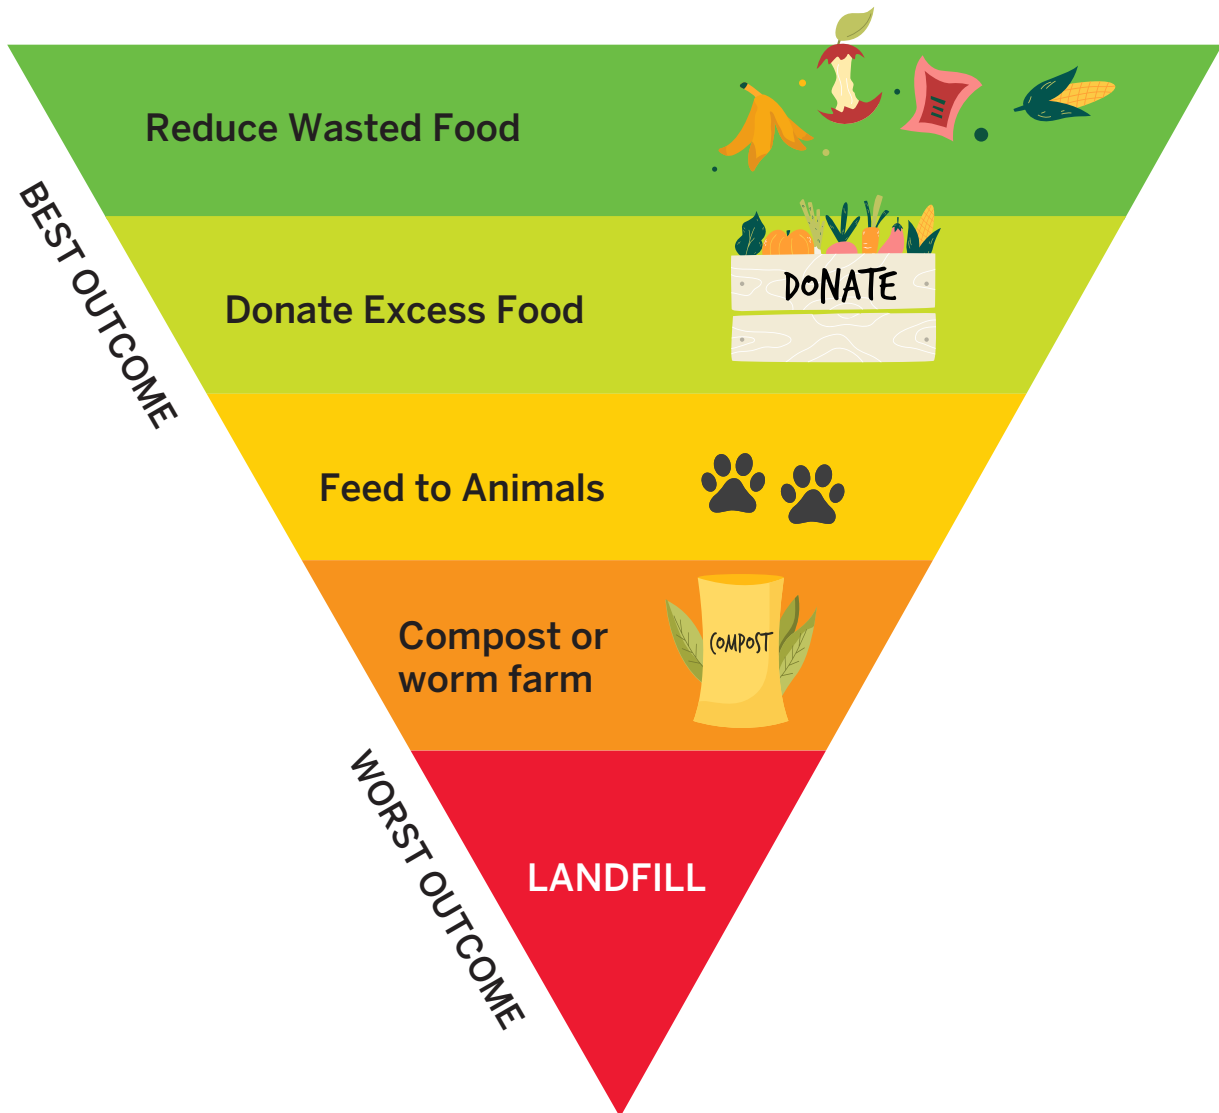 Reduce Wasted Food
BEST OUTCOME
DONATE
Donate Excess Food
Feed to Animals
Compost or
worm farm
COMPOST
WORST OUTCOME
LANDFILL